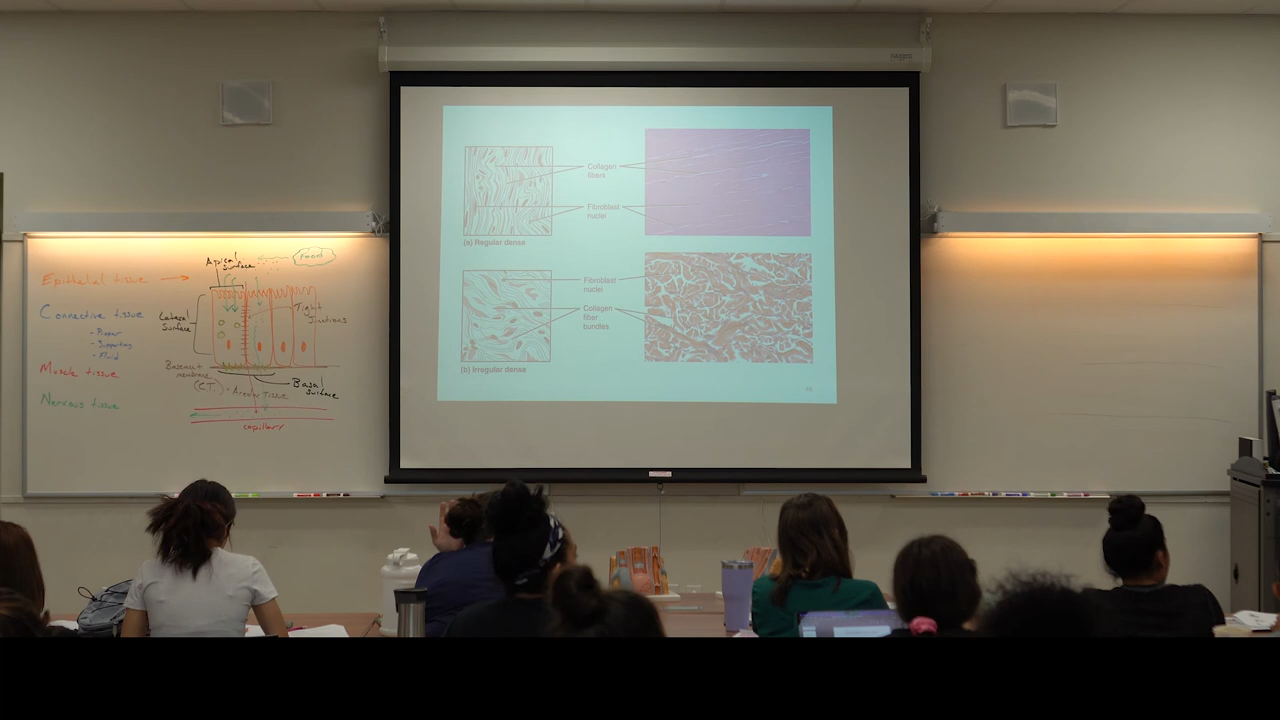 Epithelial tissue
Connective tissue
- Proper
- Supporting
- Fluid
Muscle tissue
Nervous tissue
Apical
Surface
Food
Lateral
Surface
Tight
Junctions
Basement
membrane
(C.T.)
Basal
Surface
Areolar Tissue
capillary
Collagen
fibers
Fibroblast
nuclei
(a) Regular dense
Fibroblast
nuclei
Collagen
fiber
bundles
(b) Irregular dense